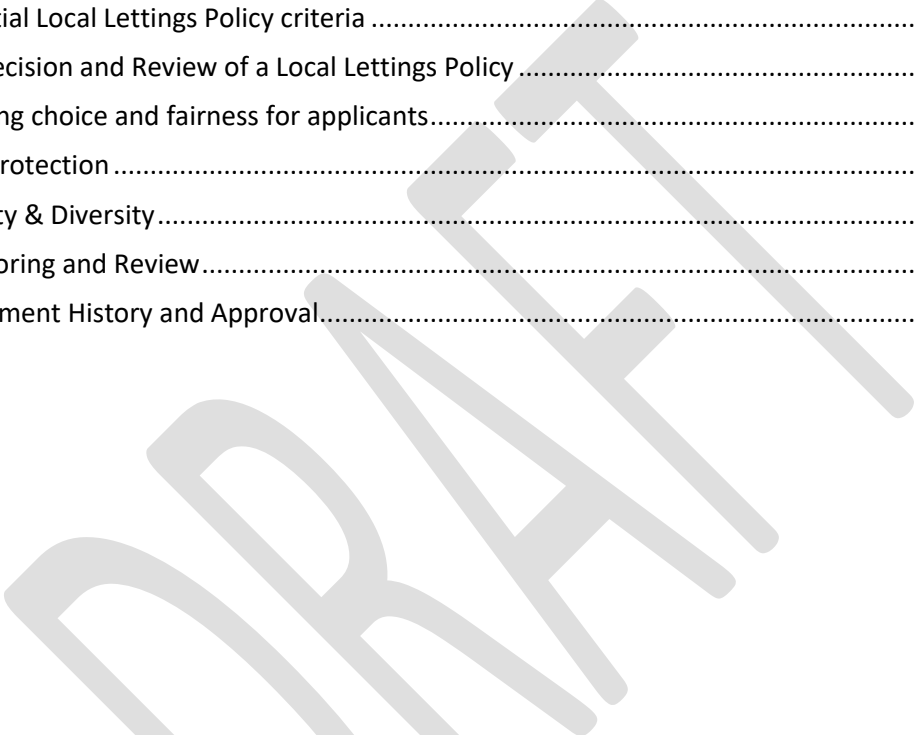 tial Local Lettings Policy criteria ..........................................................................
ecision and Review of a Local Lettings Policy ....................................................
ng choice and fairness for applicants................................................................
rotection ...........................................................................................................
ty & Diversity.....................................................................................................
oring and Review...............................................................................................
ment History and Approval...............................................................................
DRAFT